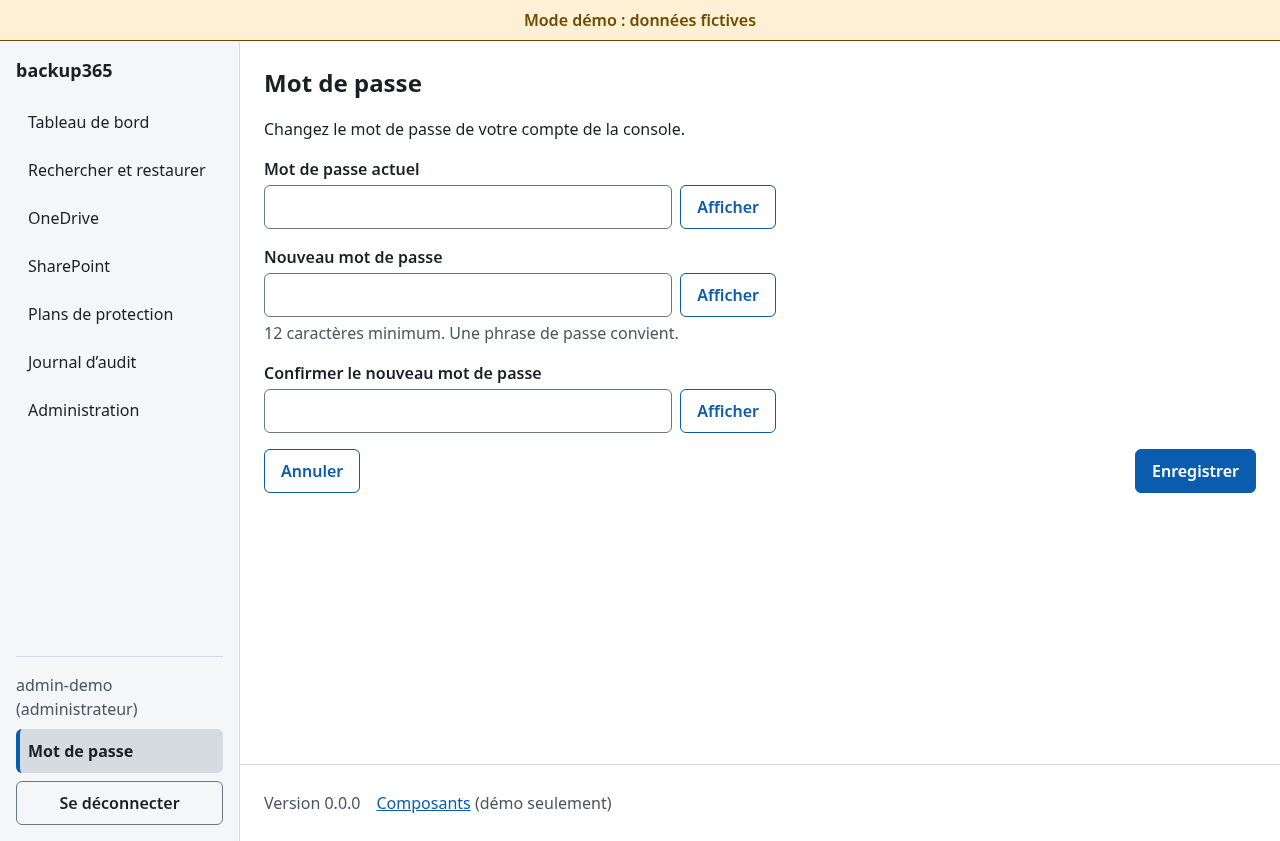 Mode démo : données fictives
backup365
Tableau de bord
Rechercher et restaurer
OneDrive
SharePoint
Plans de protection
Journal d’audit
Administration
admin-demo
(administrateur)
Mot de passe
Se déconnecter
Mot de passe
Changez le mot de passe de votre compte de la console.
Mot de passe actuel
Afficher
Nouveau mot de passe
Afficher
12 caractères minimum. Une phrase de passe convient.
Confirmer le nouveau mot de passe
Afficher
Annuler
Enregistrer
Version 0.0.0 Composants (démo seulement)